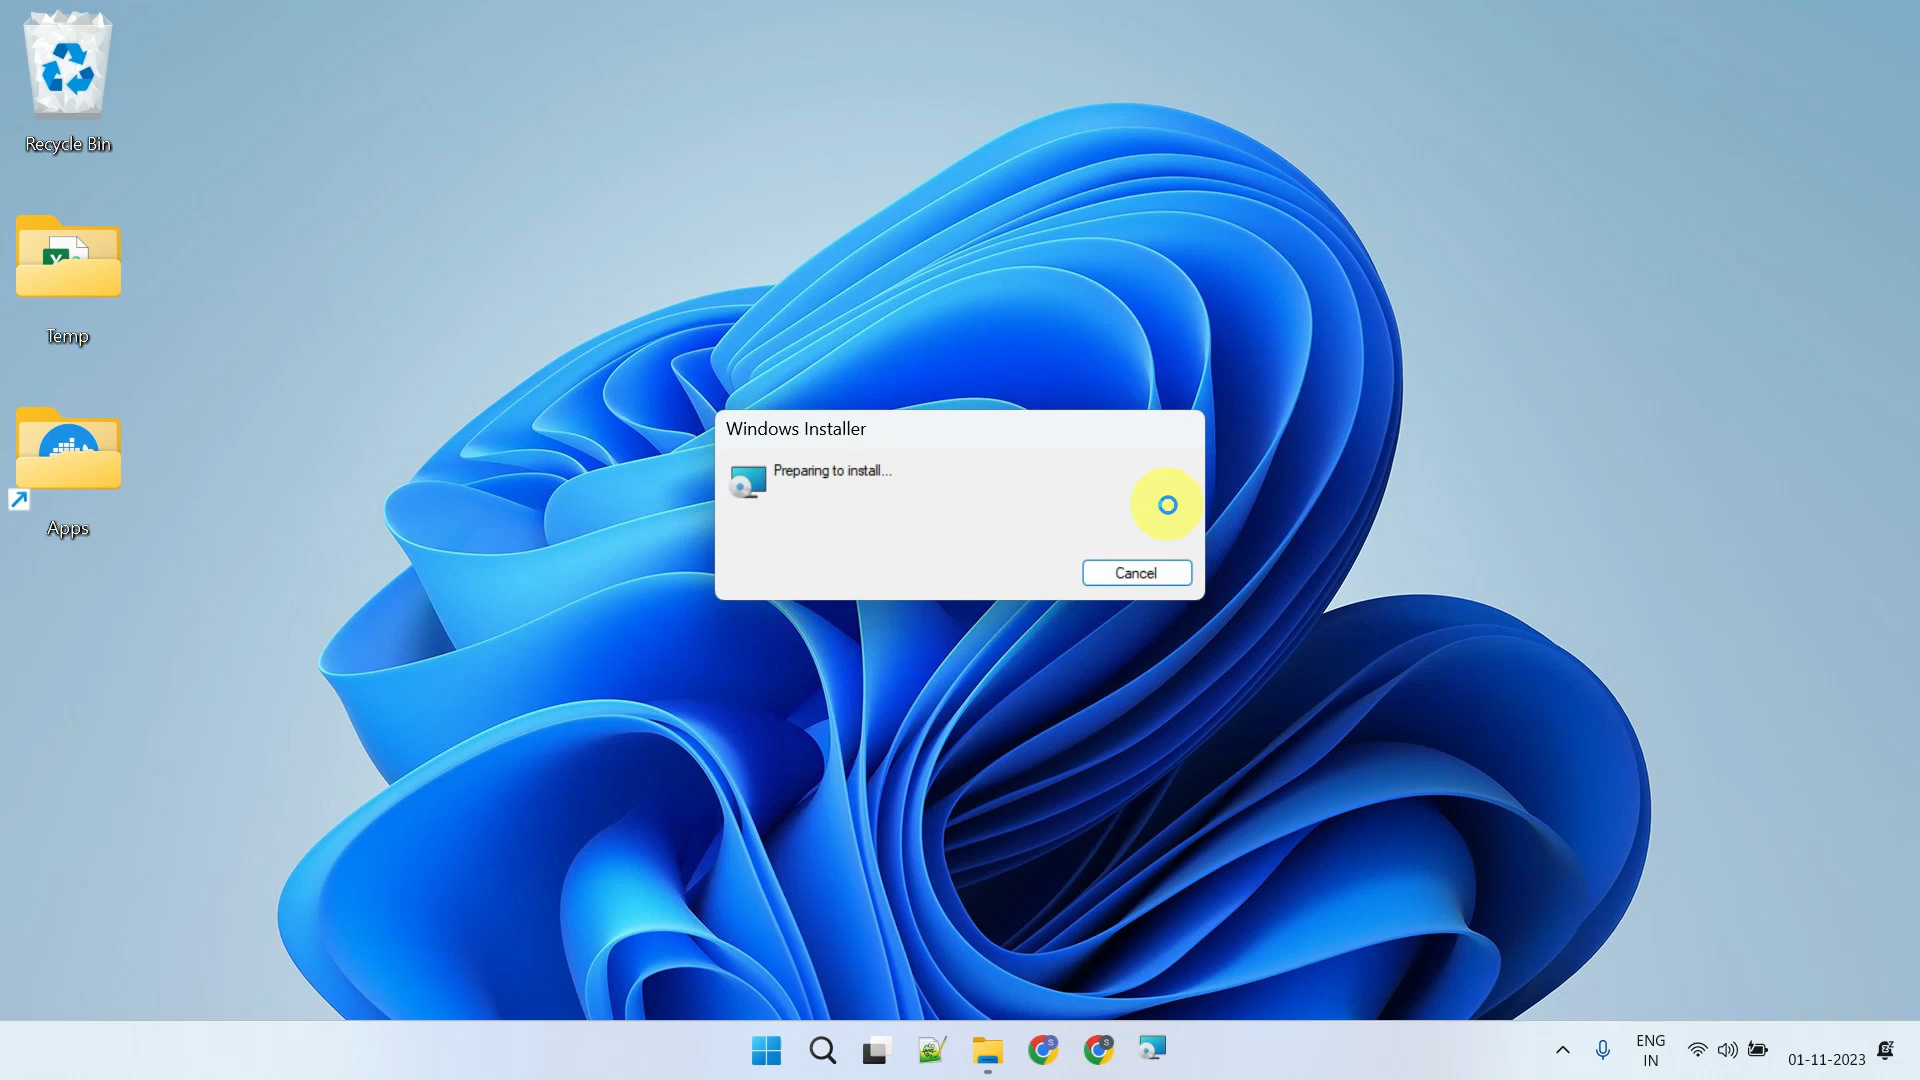 Recycle Bin
Temp
Apps
Windows Installer
Preparing to install...
Cancel
ENG
IN
01-11-2023